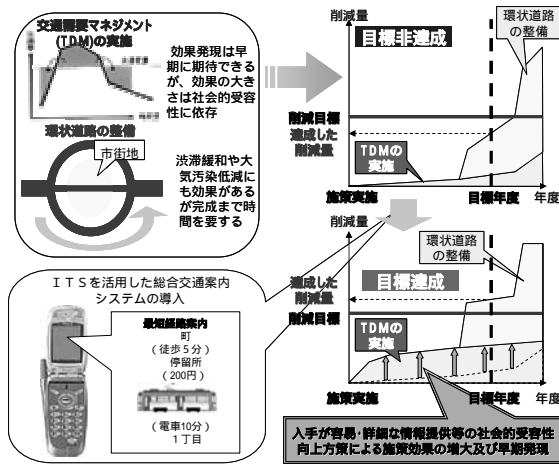 交通需要マネジメント
(TDM)の実施
効果発現は早
期に期待できる
が、効果の大き
さは社会的受容
性に依存
環状道路の整備
市街地
渋滞緩和や大
気汚染低減に
も効果がある
が完成まで時
間を要する
削減量
環状道路
の整備
目標非達成
削減目標
達成した
削減量
TDMの
実施
施策実施
目標年度
年度
削減量
環状道路
の整備
達成した
削減量
目標達成
削減目標
TDMの
実施
施策実施
目標年度
年度
ITSを活用した総合交通案内
システムの導入
最短経路案内
町
(徒歩5分)
停留所
(200円)
(電車10分)
1丁目
入手が容易・詳細な情報提供等の社会的受容性
向上方策による施策効果の増大及び早期発現